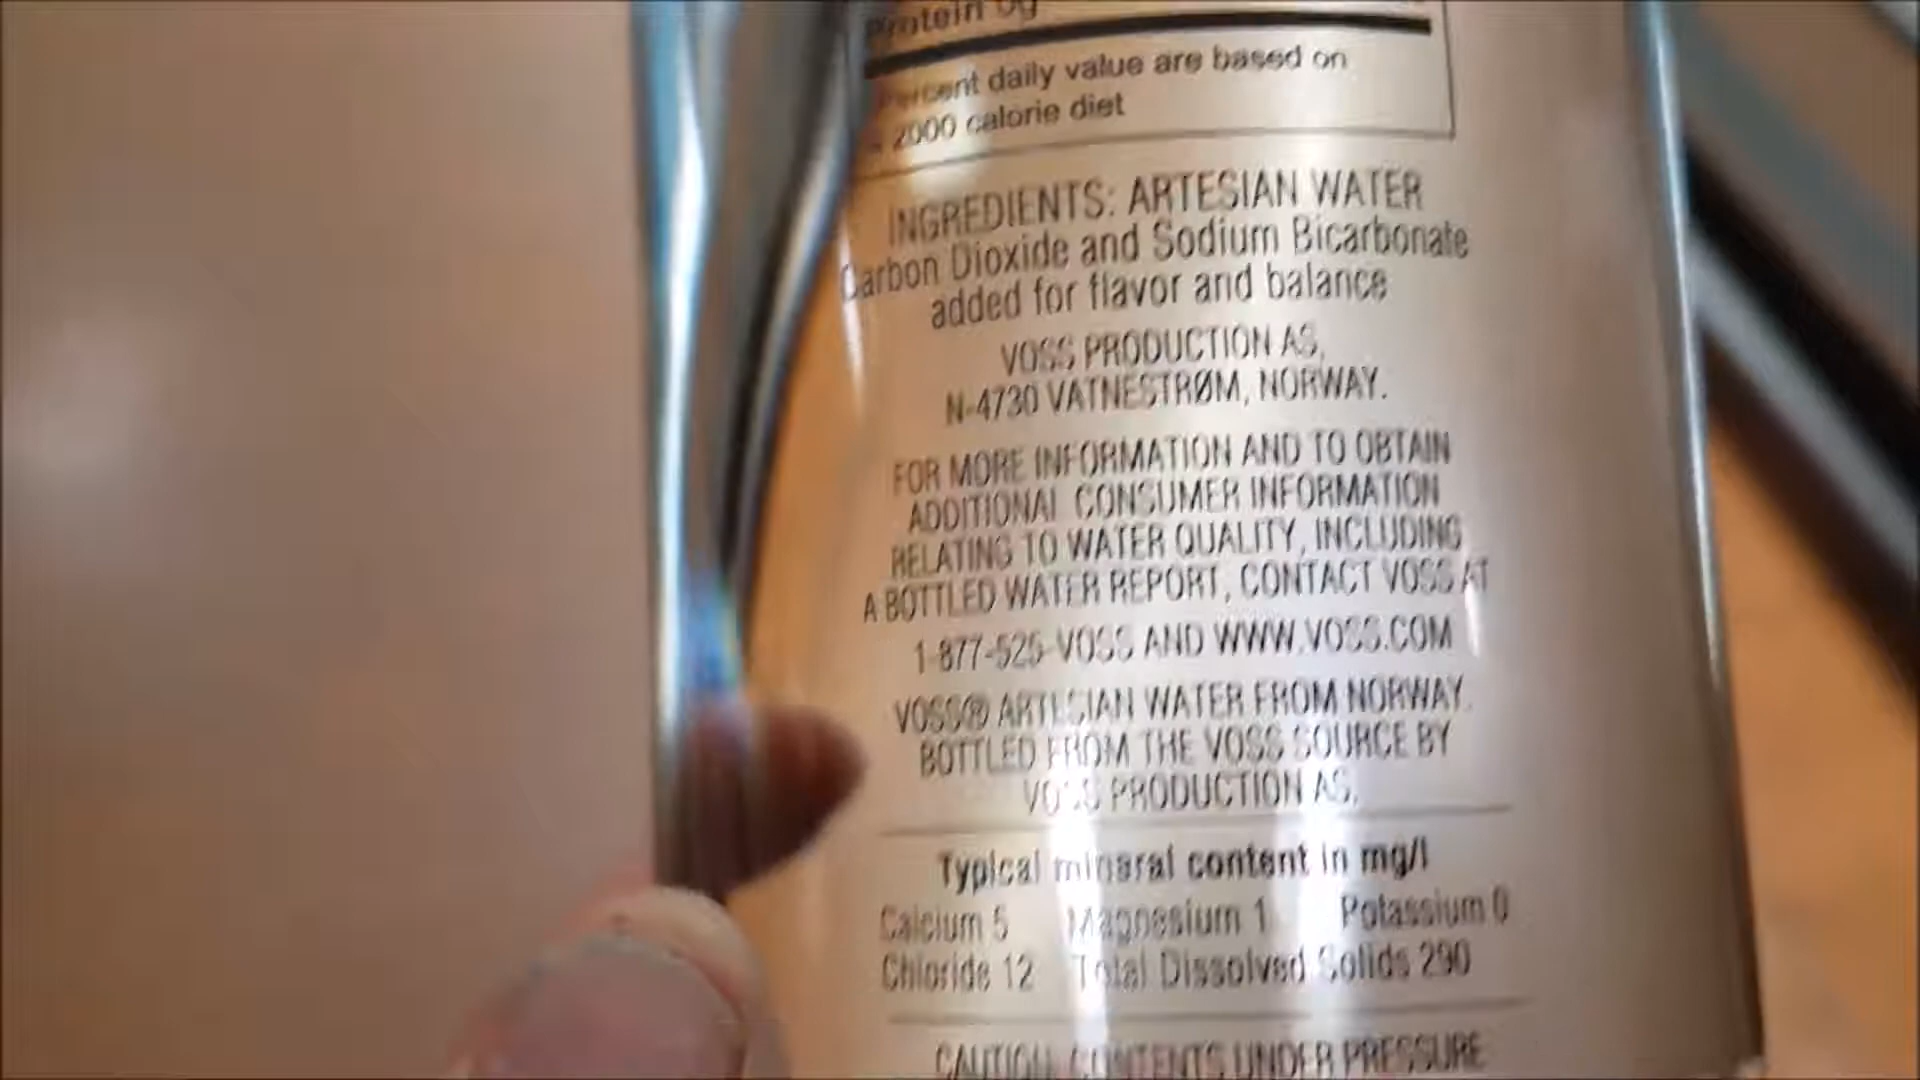 Protein 0g
Percent daily value are based on
2000 calorie diet
INGREDIENTS: ARTESIAN WATER
Carbon Dioxide and Sodium Bicarbonate
added for flavor and balance
VOSS PRODUCTION AS,
N-4730 VATNESTRØM, NORWAY.
FOR MORE INFORMATION AND TO OBTAIN
ADDITIONAL CONSUMER INFORMATION
RELATING TO WATER QUALITY, INCLUDING
A BOTTLED WATER REPORT, CONTACT VOSS AT
1-877-525-VOSS AND WWW.VOSS.COM
VOSS® ARTESIAN WATER FROM NORWAY.
BOTTLED FROM THE VOSS SOURCE BY
VOSS PRODUCTION AS.
Typical mineral content in mg/l
Calcium 5 Magnesium 1 Potassium 0
Chloride 12 Total Dissolved Solids 290
CAUTION CONTENTS UNDER PRESSURE